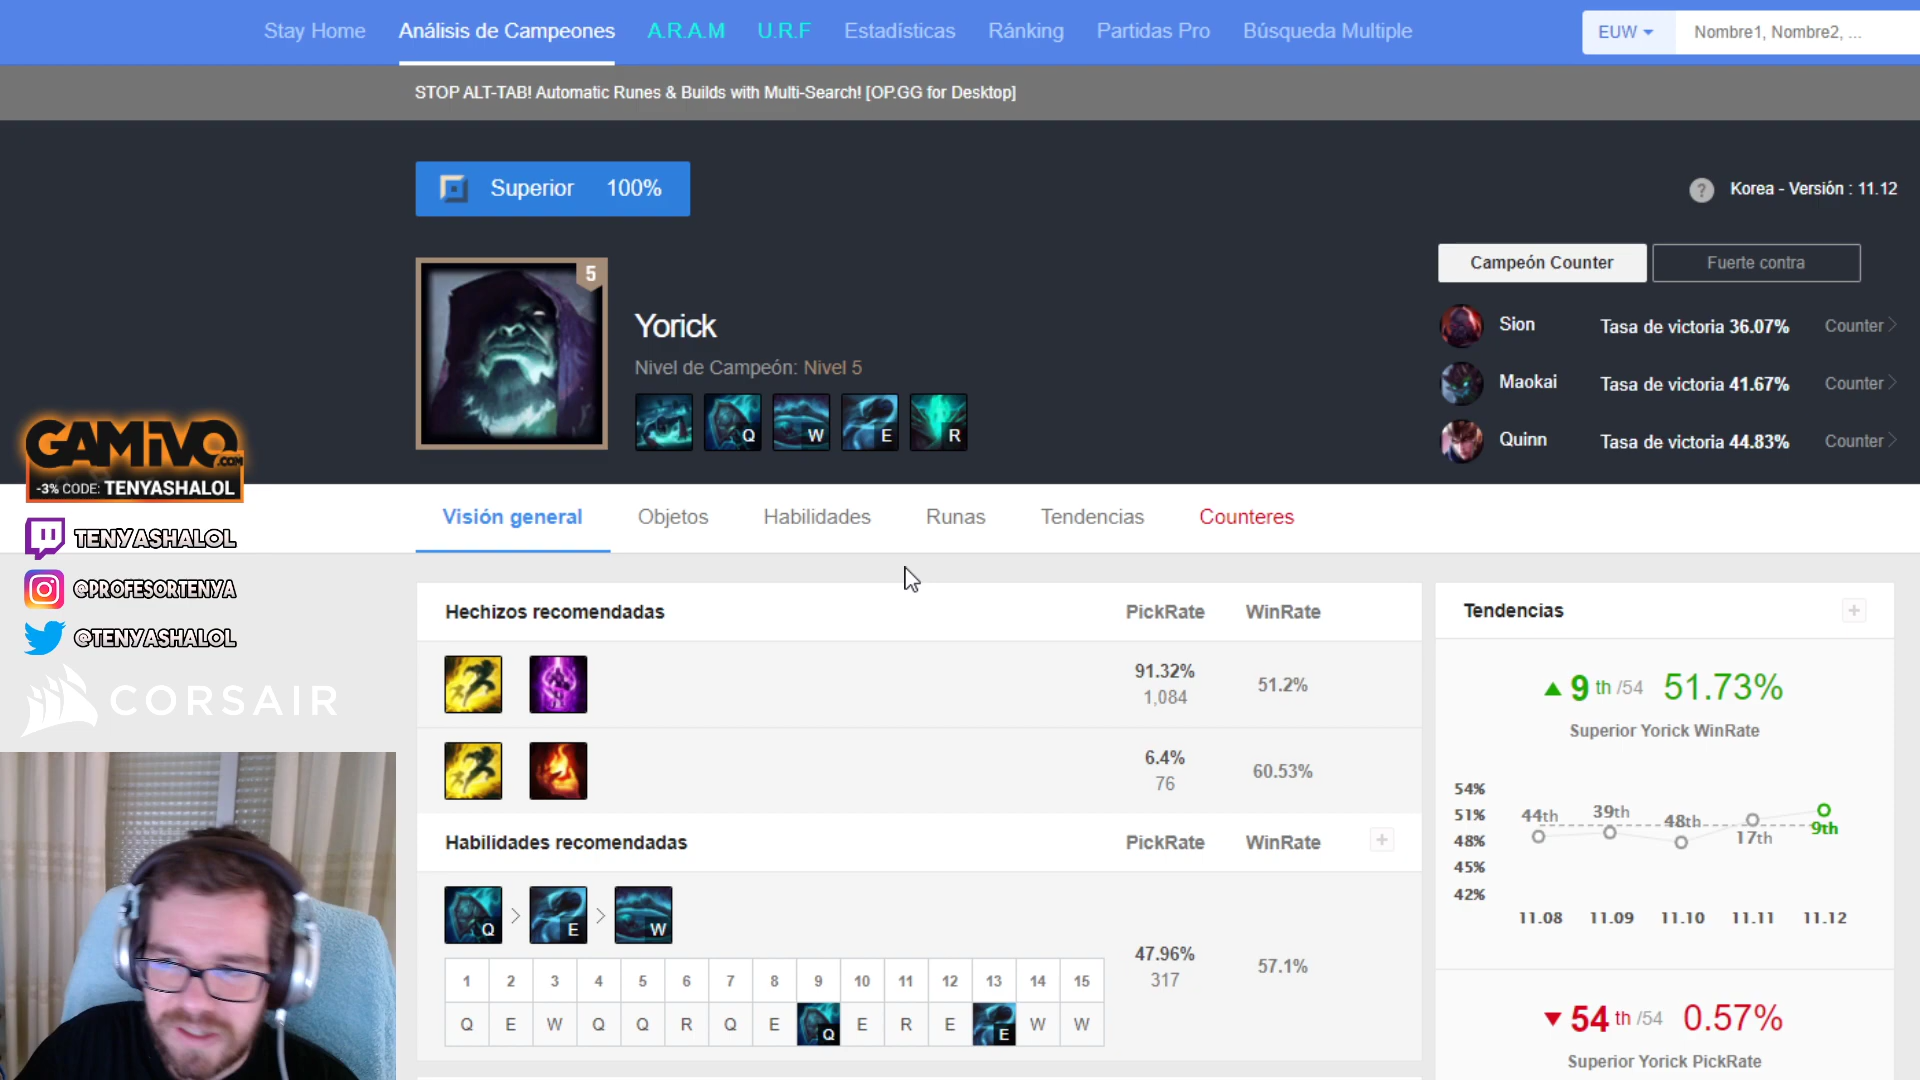 Stay Home
Análisis de Campeones
A.R.A.M
U.R.F
Estadísticas
Ránking
Partidas Pro
Búsqueda Multiple
EUW
Nombre1, Nombre2, ...
STOP ALT-TAB! Automatic Runes & Builds with Multi-Search! [OP.GG for Desktop]
Superior 100%
? Korea - Versión : 11.12
5
Yorick
Nivel de Campeón: Nivel 5
Q W E R
Campeón Counter
Fuerte contra
Sion Tasa de victoria 36.07% Counter
Maokai Tasa de victoria 41.67% Counter
Quinn Tasa de victoria 44.83% Counter
GAMIVO.COM
-3% CODE: TENYASHALOL
TENYASHALOL
@PROFESORTENYA
@TENYASHALOL
CORSAIR
Visión general
Objetos
Habilidades
Runas
Tendencias
Counteres
Hechizos recomendadas PickRate WinRate
91.32%
1,084
51.2%
6.4%
76
60.53%
Habilidades recomendadas PickRate WinRate +
Q > E > W
1 2 3 4 5 6 7 8 9 10 11 12 13 14 15
Q E W Q Q R Q E Q E R E E W W
47.96%
317
57.1%
Tendencias +
9 th /54 51.73%
Superior Yorick WinRate
54%
51%
48%
45%
42%
44th 39th 48th 17th 9th
11.08 11.09 11.10 11.11 11.12
54 th /54 0.57%
Superior Yorick PickRate